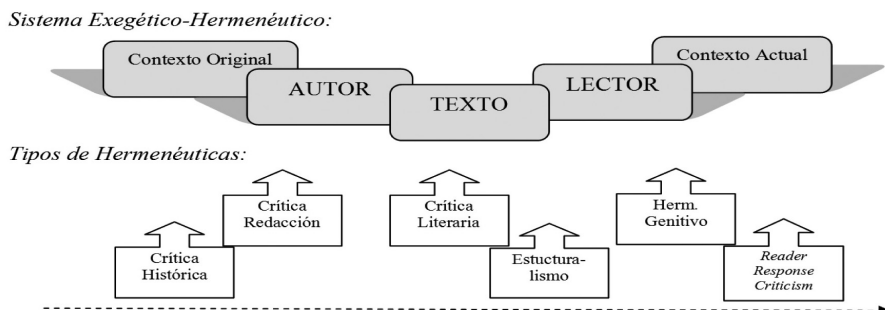 Sistema Exegético-Hermenéutico:
Contexto Original
AUTOR
TEXTO
LECTOR
Contexto Actual
Tipos de Hermenéuticas:
Crítica
Histórica
Crítica
Redacción
Crítica
Literaria
Estuctura-
lismo
Herm.
Genitivo
Reader
Response
Criticism